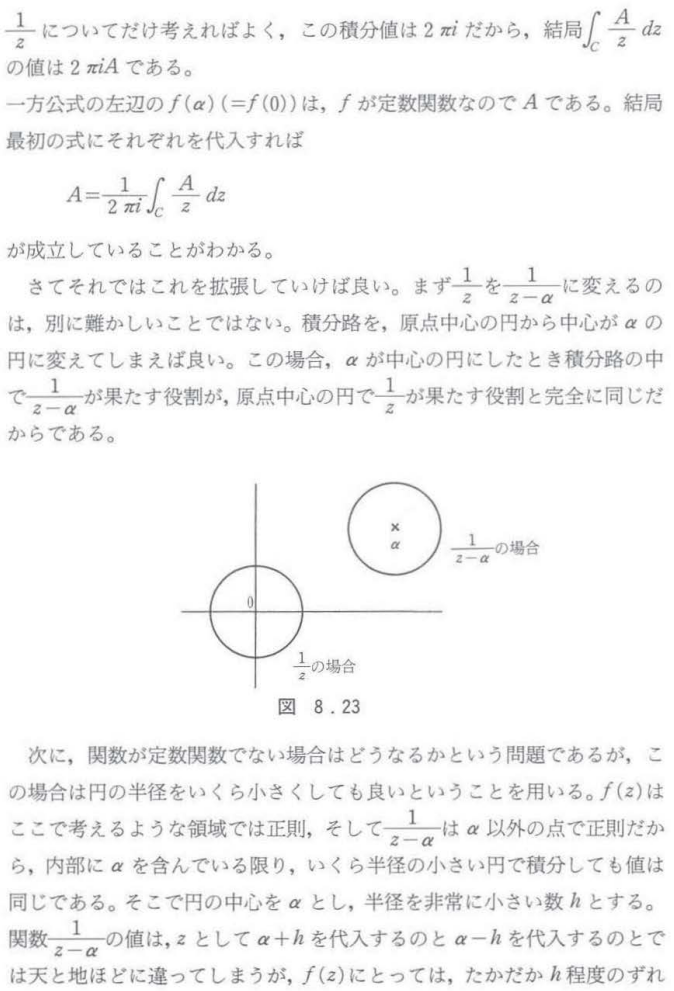 $\frac{1}{z}$ についてだけ考えればよく，この積分値は $2\pi i$ だから，結局 $\int_C \frac{A}{z} dz$
の値は $2\pi iA$ である。
一方公式の左辺の $f(\alpha)(=f(0))$ は，$f$ が定数関数なので $A$ である。結局
最初の式にそれぞれを代入すれば
$A=\frac{1}{2\pi i}\int_C \frac{A}{z} dz$
が成立していることがわかる。
さてそれではこれを拡張していけば良い。まず $\frac{1}{z}$ を $\frac{1}{z-\alpha}$ に変えるの
は，別に難かしいことではない。積分路を，原点中心の円から中心が $\alpha$ の
円に変えてしまえば良い。この場合，$\alpha$ が中心の円にしたとき積分路の中
で $\frac{1}{z-\alpha}$ が果たす役割が，原点中心の円で $\frac{1}{z}$ が果たす役割と完全に同じだ
からである。
×
α
$\frac{1}{z-\alpha}$ の場合
0
$\frac{1}{z}$ の場合
図 8.23
次に，関数が定数関数でない場合はどうなるかという問題であるが，こ
の場合は円の半径をいくら小さくしても良いということを用いる。$f(z)$ は
ここで考えるような領域では正則，そして $\frac{1}{z-\alpha}$ は $\alpha$ 以外の点で正則だか
ら，内部に $\alpha$ を含んでいる限り，いくら半径の小さい円で積分しても値は
同じである。そこで円の中心を $\alpha$ とし，半径を非常に小さい数 $h$ とする。
関数 $\frac{1}{z-\alpha}$ の値は，$z$ として $\alpha+h$ を代入するのと $\alpha-h$ を代入するのとで
は天と地ほどに違ってしまうが，$f(z)$ にとっては，たかだか $h$ 程度のずれ